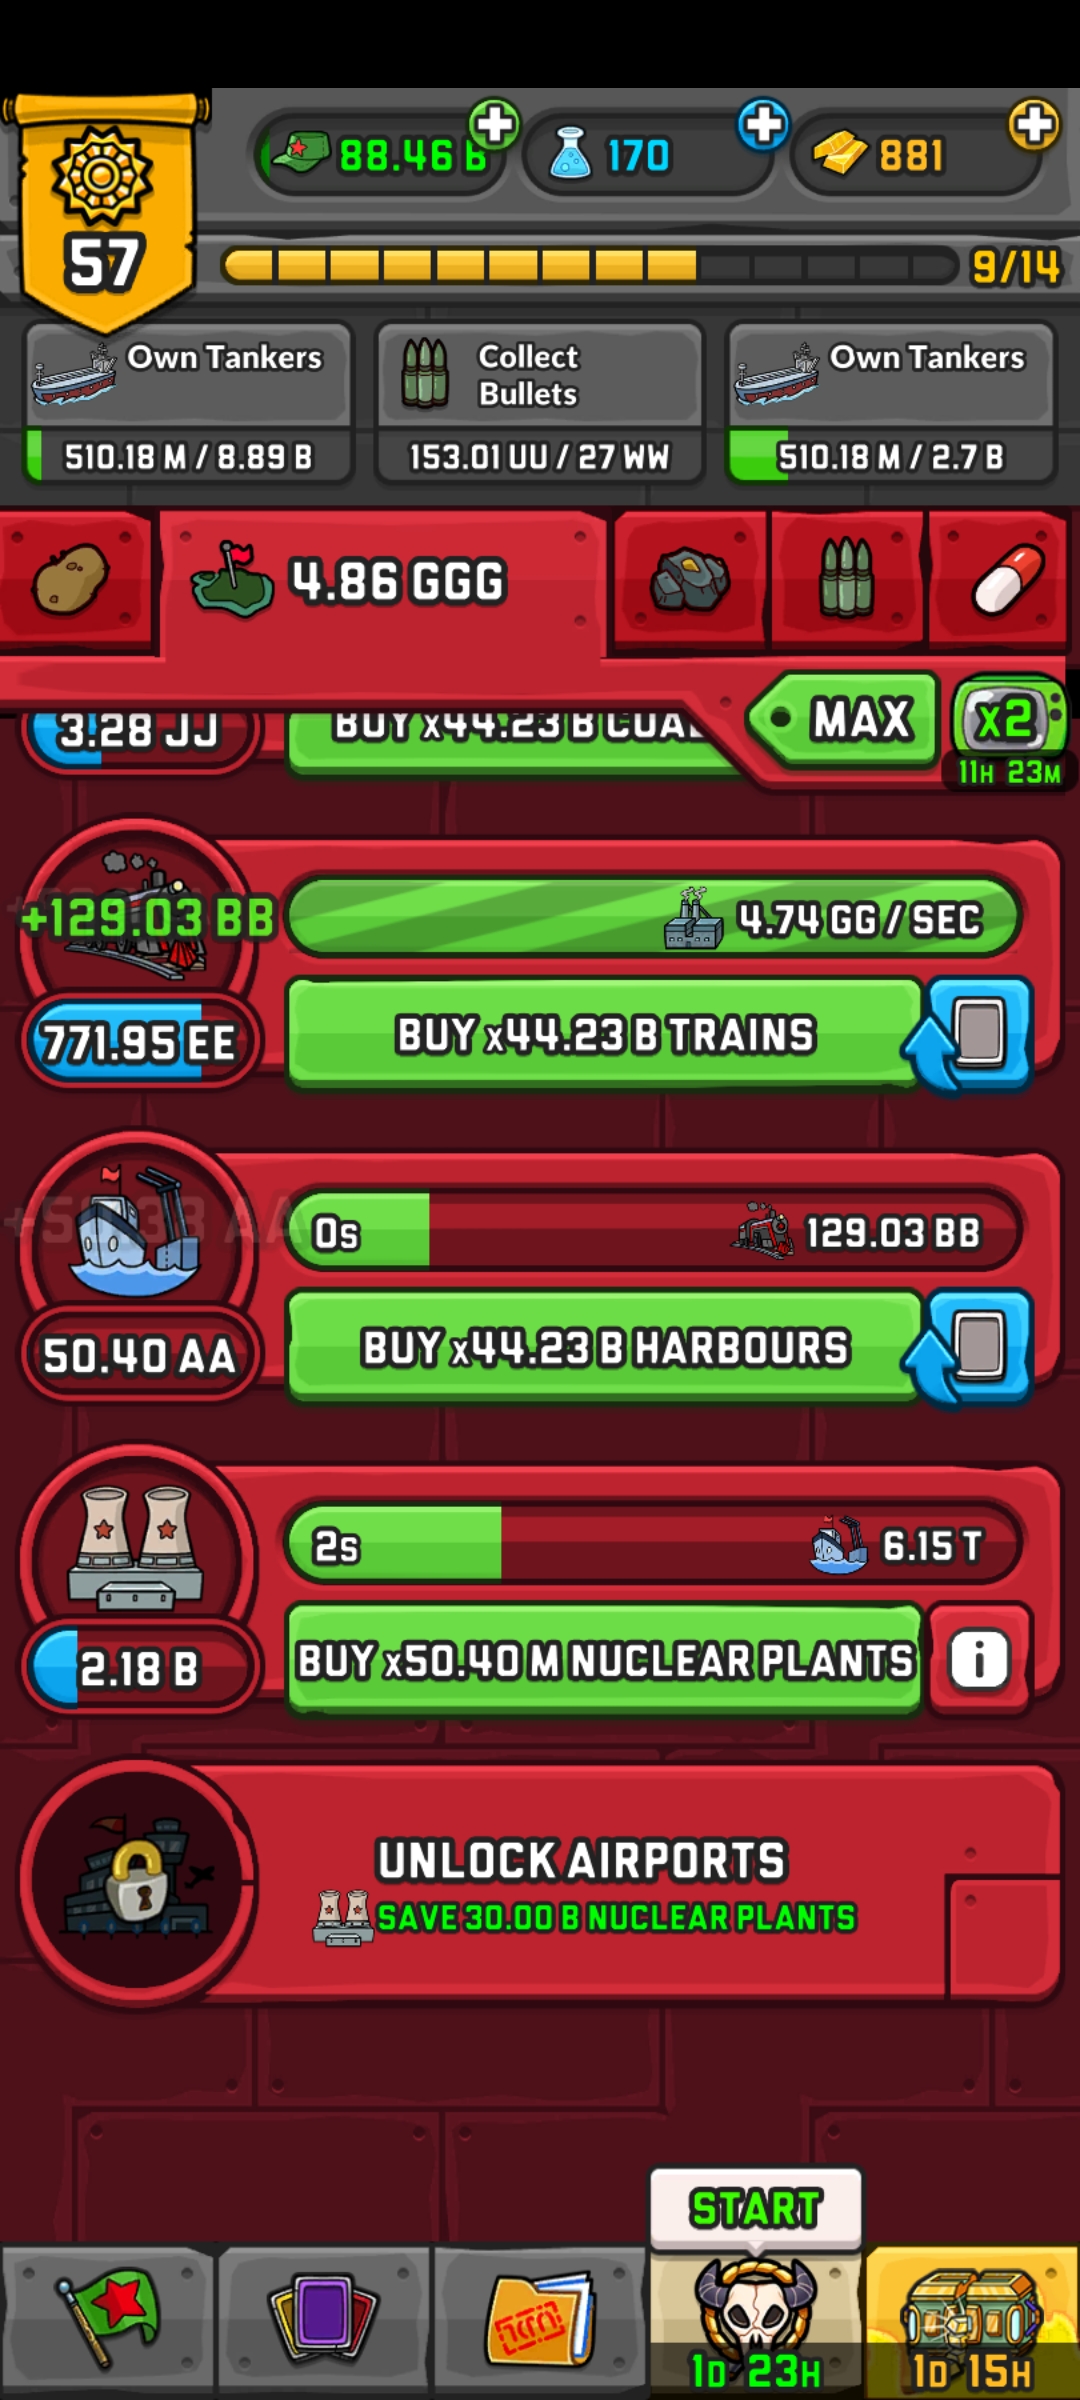 88.46 B
170
881
57
9/14
Own Tankers
510.18 M / 8.89 B
Collect
Bullets
153.01 UU / 27 WW
Own Tankers
510.18 M / 2.7 B
4.86 GGG
MAX
x2
11H 23M
3.28 JJ
BUY x44.23 B COAL
+129.03 BB
4.74 GG / SEC
771.95 EE
BUY x44.23 B TRAINS
0s
129.03 BB
50.40 AA
BUY x44.23 B HARBOURS
2s
6.15 T
2.18 B
BUY x50.40 M NUCLEAR PLANTS
i
UNLOCK AIRPORTS
SAVE 30.00 B NUCLEAR PLANTS
START
1D 23H
1D 15H